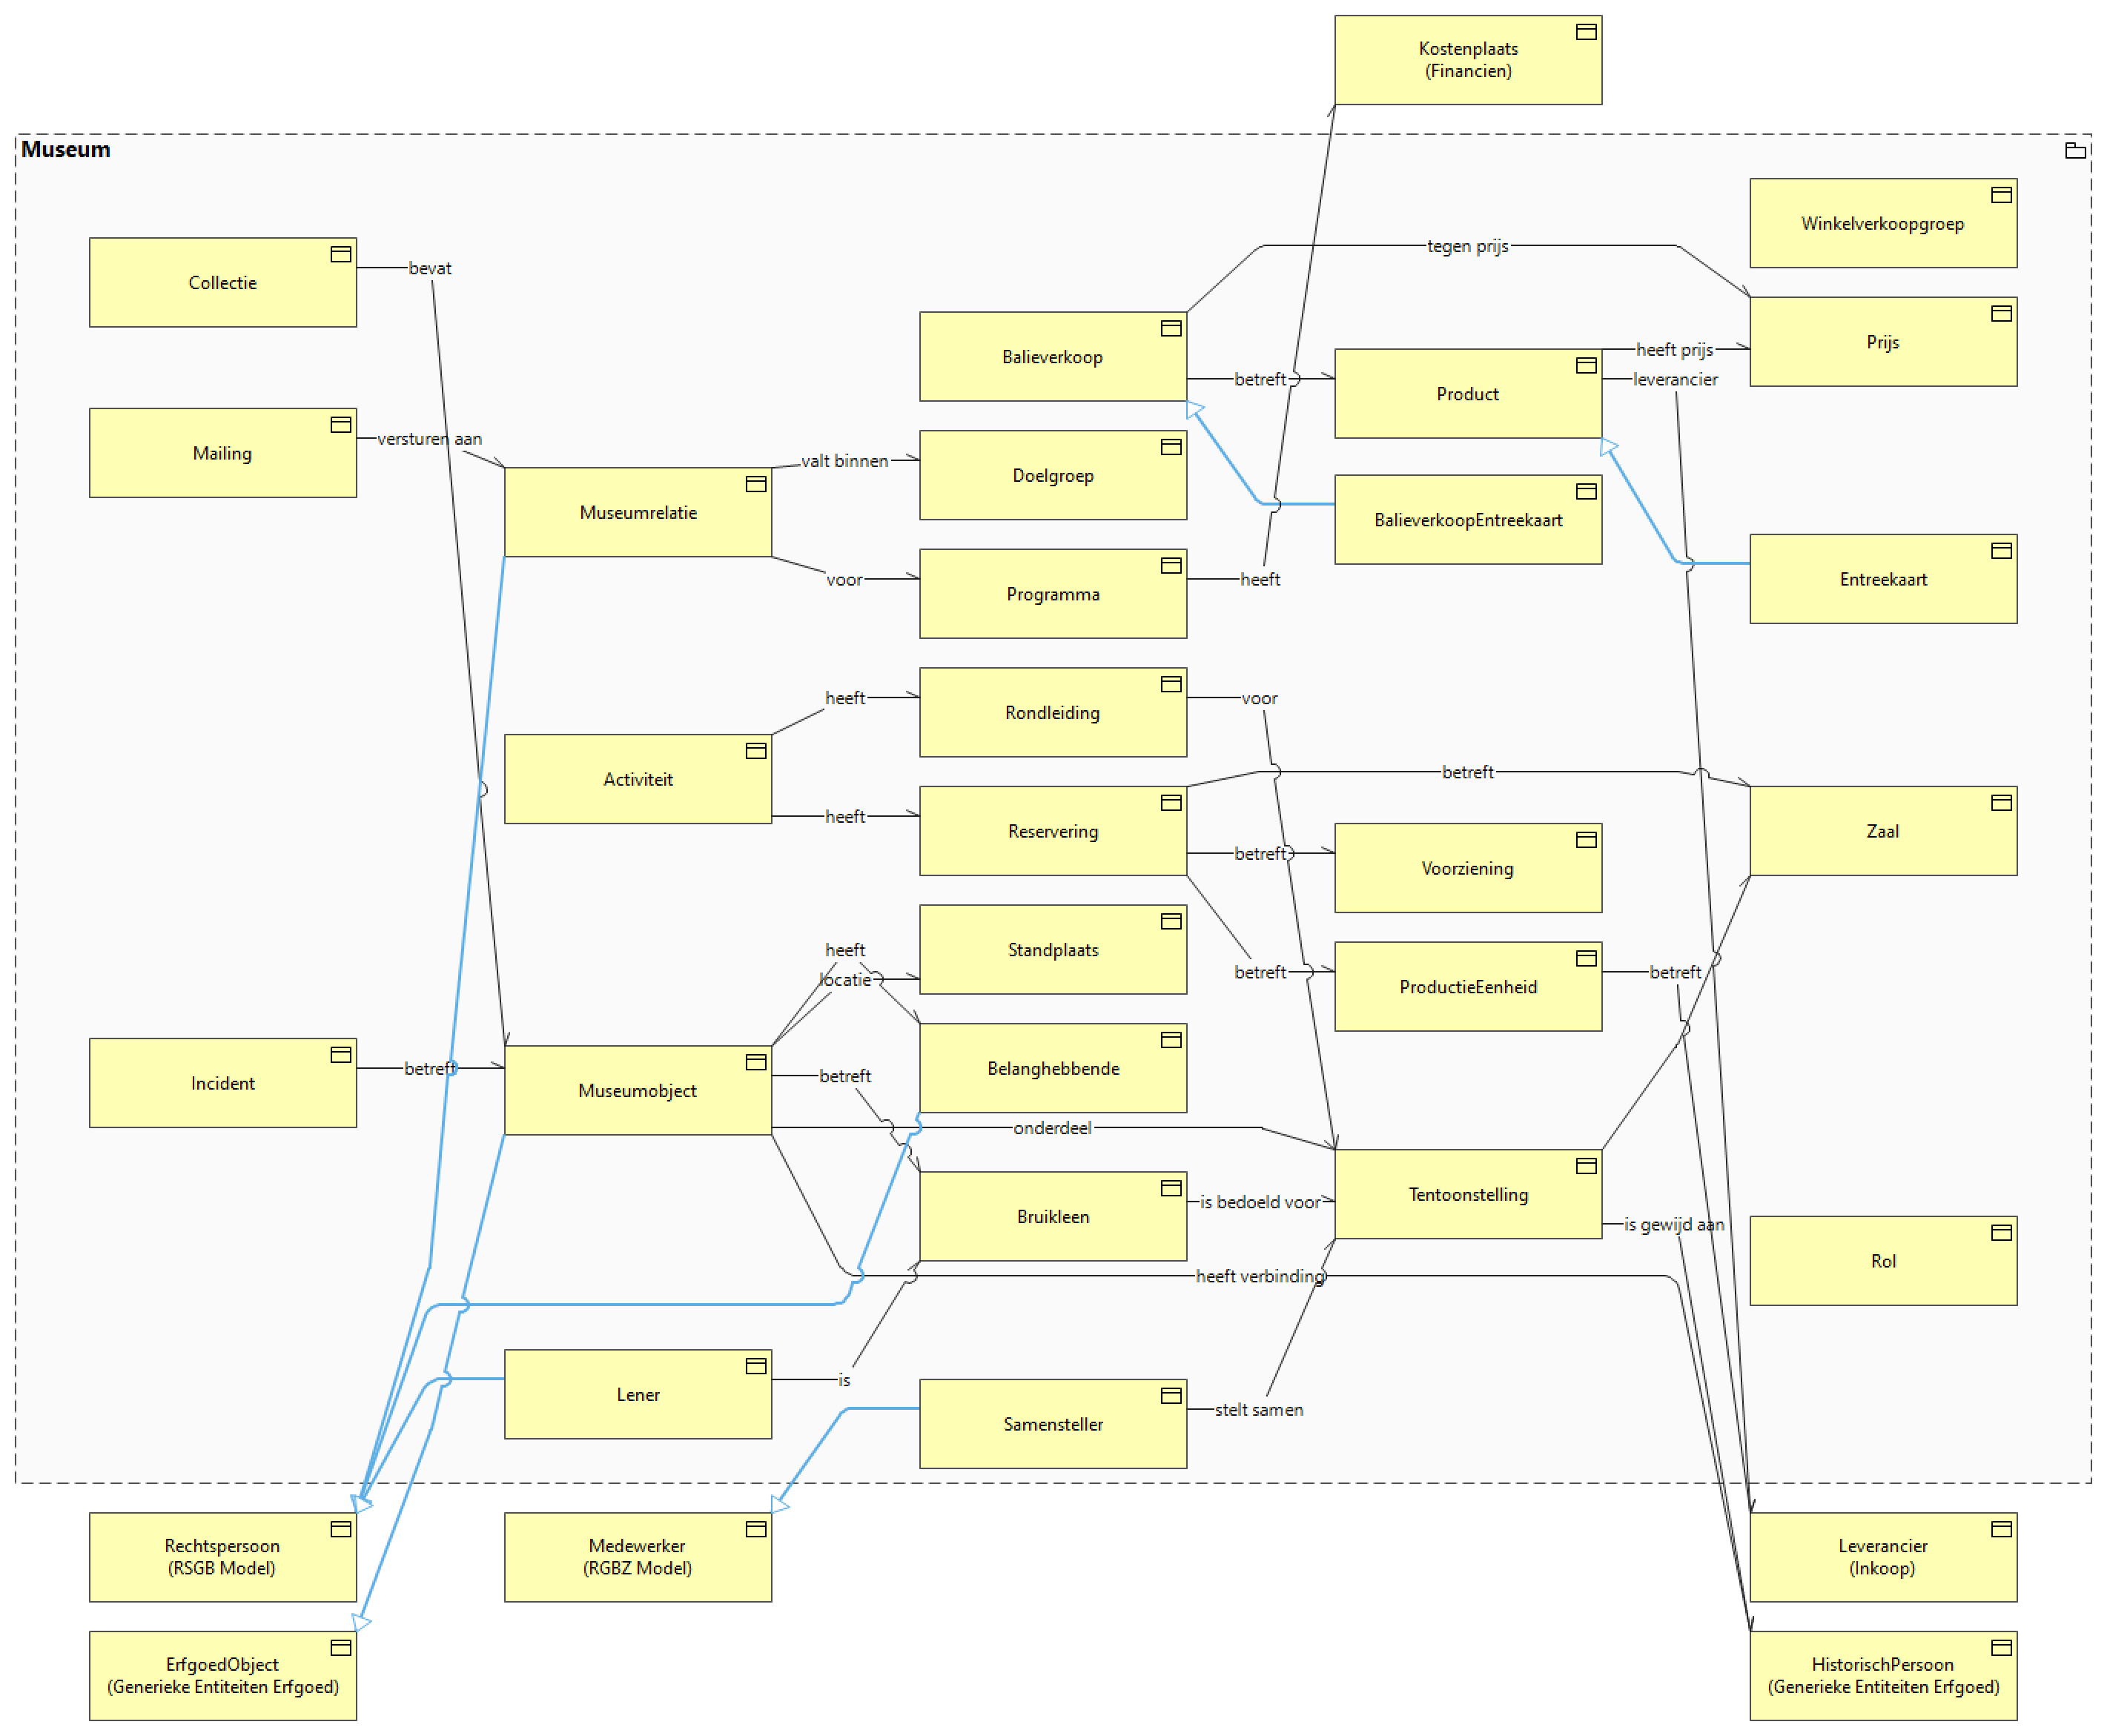 Kostenplaats
(Financien)
Museum
Winkelverkoopgroep
tegen prijs
Collectie
bevat
Prijs
heeft prijs
Balieverkoop
betreft
Product
leverancier
Mailing
versturen aan
valt binnen
Doelgroep
Museumrelatie
BalieverkoopEntreekaart
voor
Programma
heeft
Entreekaart
heeft
Rondleiding
voor
Activiteit
betreft
heeft
Reservering
Zaal
betreft
Voorziening
heeft
Standplaats
locatie
betreft
ProductieEenheid
betreft
Incident
betreft
Museumobject
betreft
Belanghebbende
onderdeel
Bruikleen
is bedoeld voor
Tentoonstelling
is gewijd aan
Rol
heeft verbinding
Lener
is
Samensteller
stelt samen
Rechtspersoon
(RSGB Model)
Medewerker
(RGBZ Model)
Leverancier
(Inkoop)
ErfgoedObject
(Generieke Entiteiten Erfgoed)
HistorischPersoon
(Generieke Entiteiten Erfgoed)